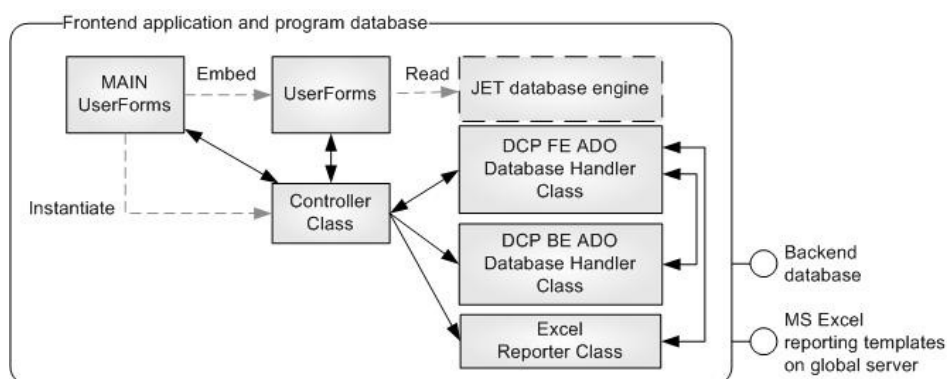 Frontend application and program database
MAIN
UserForms
Embed
UserForms
Read
JET database engine
DCP FE ADO
Database Handler
Class
Instantiate
Controller
Class
DCP BE ADO
Database Handler
Class
Backend
database
Excel
Reporter Class
MS Excel
reporting templates
on global server